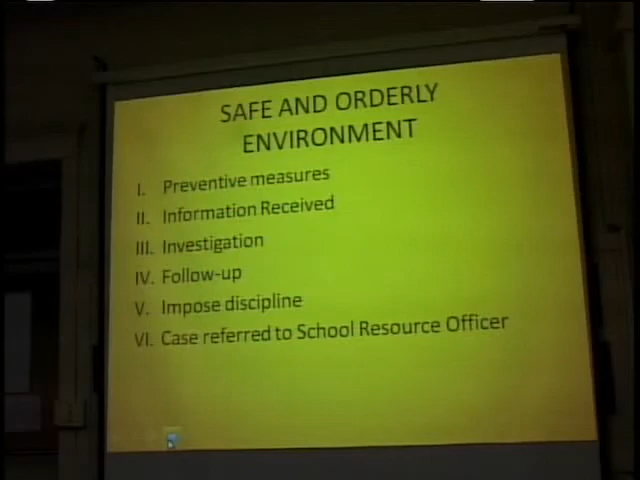 SAFE AND ORDERLY
ENVIRONMENT
I. Preventive measures
II. Information Received
III. Investigation
IV. Follow-up
V. Impose discipline
VI. Case referred to School Resource Officer